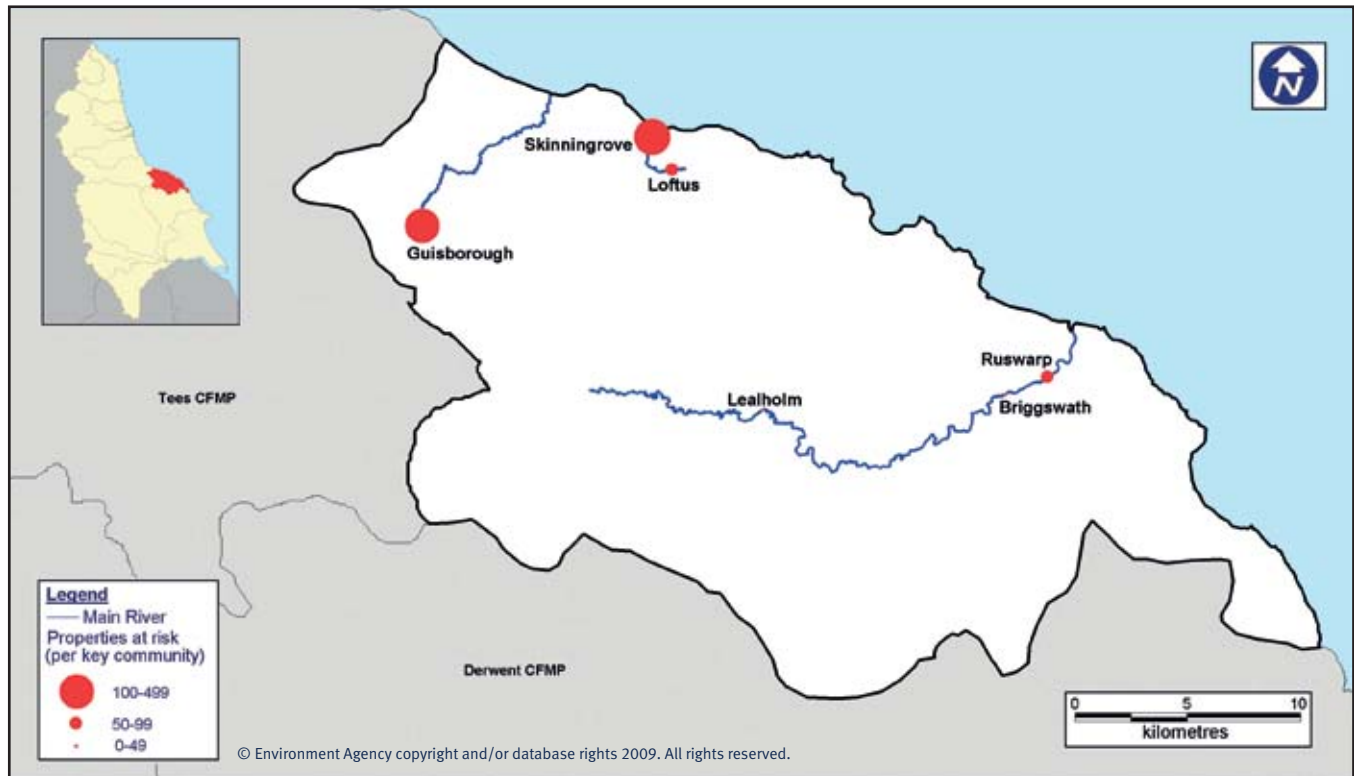 N
Skinningrove
Loftus
Guisborough
Ruswarp
Tees CFMP
Lealholm
Briggswath
Derwent CFMP
Legend
Main River
Properties at risk
(per key community)
100-499
50-99
0-49
0 5 10
kilometres
© Environment Agency copyright and/or database rights 2009. All rights reserved.